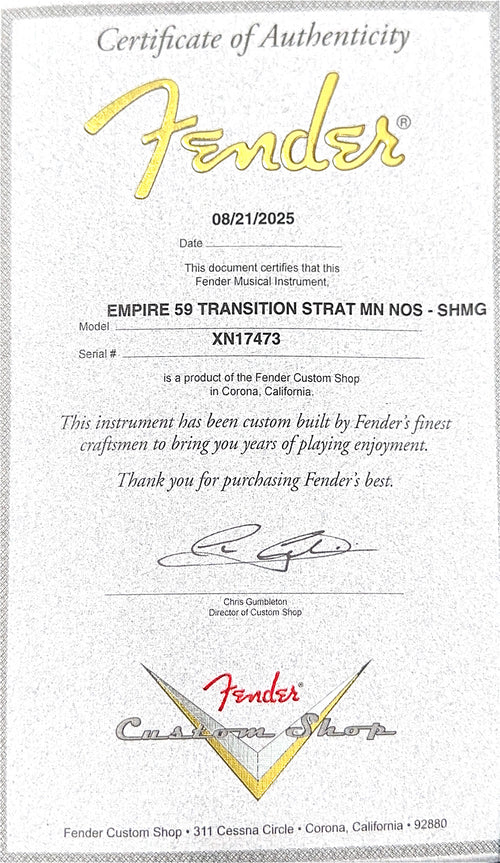 Certificate of Authenticity
Fender®
08/21/2025
Date
This document certifies that this
Fender Musical Instrument,
EMPIRE 59 TRANSITION STRAT MN NOS - SHMG
Model
XN17473
Serial #
is a product of the Fender Custom Shop
in Corona, California.
This instrument has been custom built by Fender's finest
craftsmen to bring you years of playing enjoyment.
Thank you for purchasing Fender's best.
Chris Gumbleton
Director of Custom Shop
Fender®
Custom Shop
Fender Custom Shop • 311 Cessna Circle • Corona, California • 92880